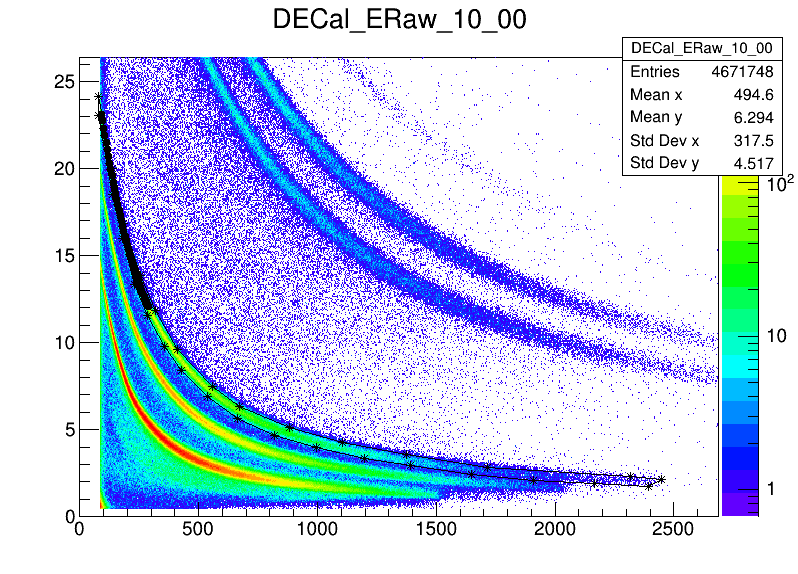 DECal_ERaw_10_00
DECal_ERaw_10_00
Entries 4671748
Mean x 494.6
Mean y 6.294
Std Dev x 317.5
Std Dev y 4.517
25
20
15
10
5
0
10²
10
1
0 500 1000 1500 2000 2500